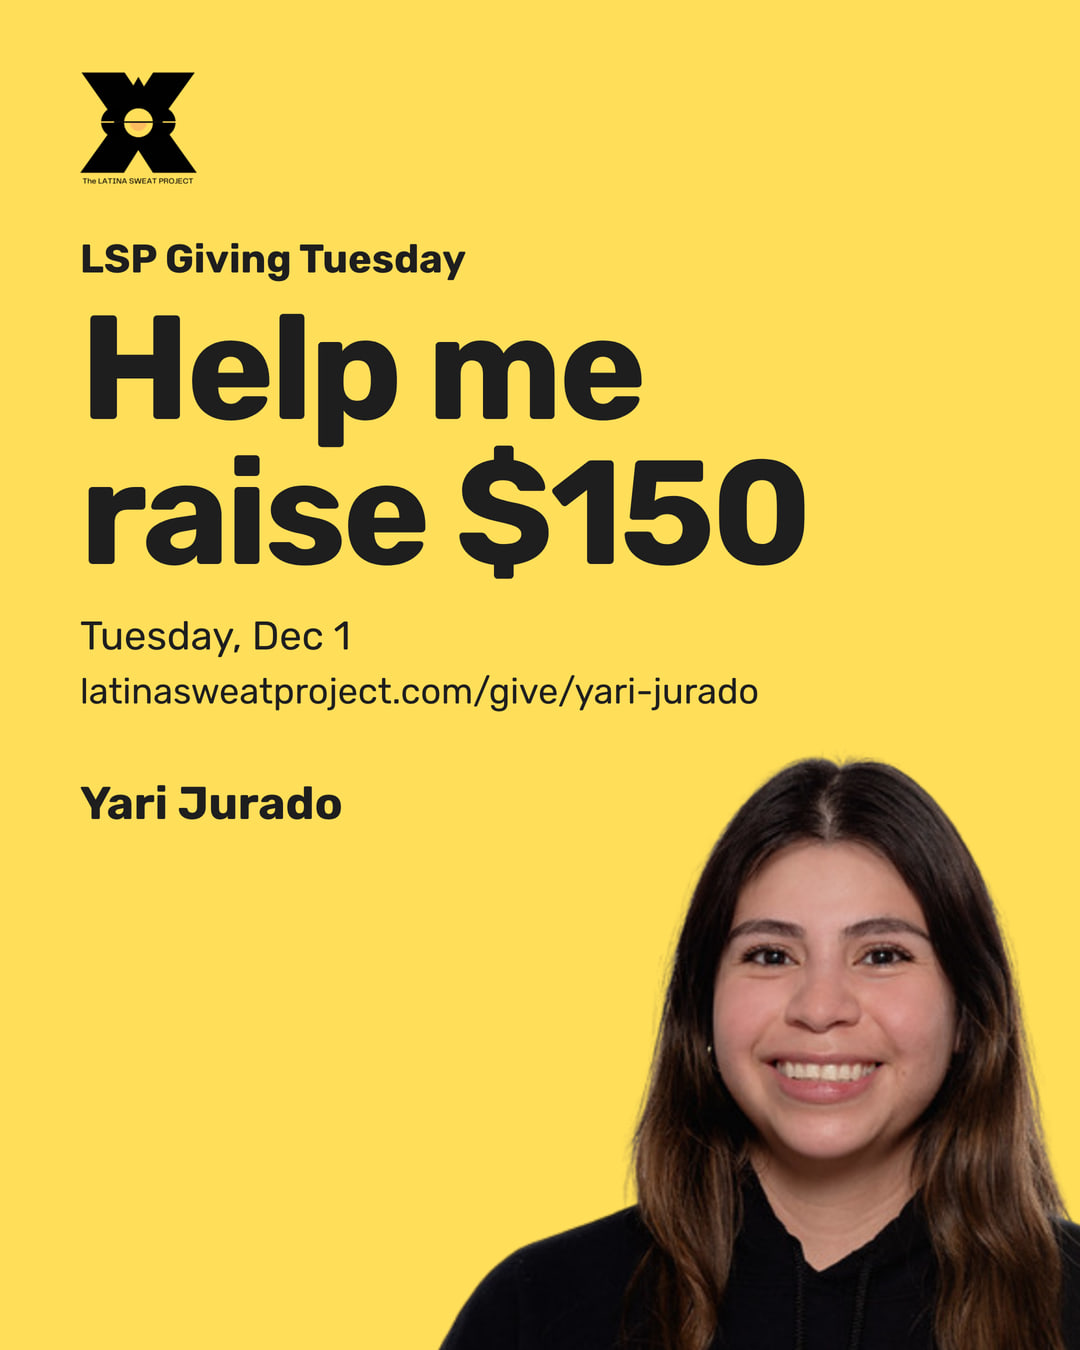 The LATINA SWEAT PROJECT
LSP Giving Tuesday
Help me
raise $150
Tuesday, Dec 1
latinasweatproject.com/give/yari-jurado
Yari Jurado